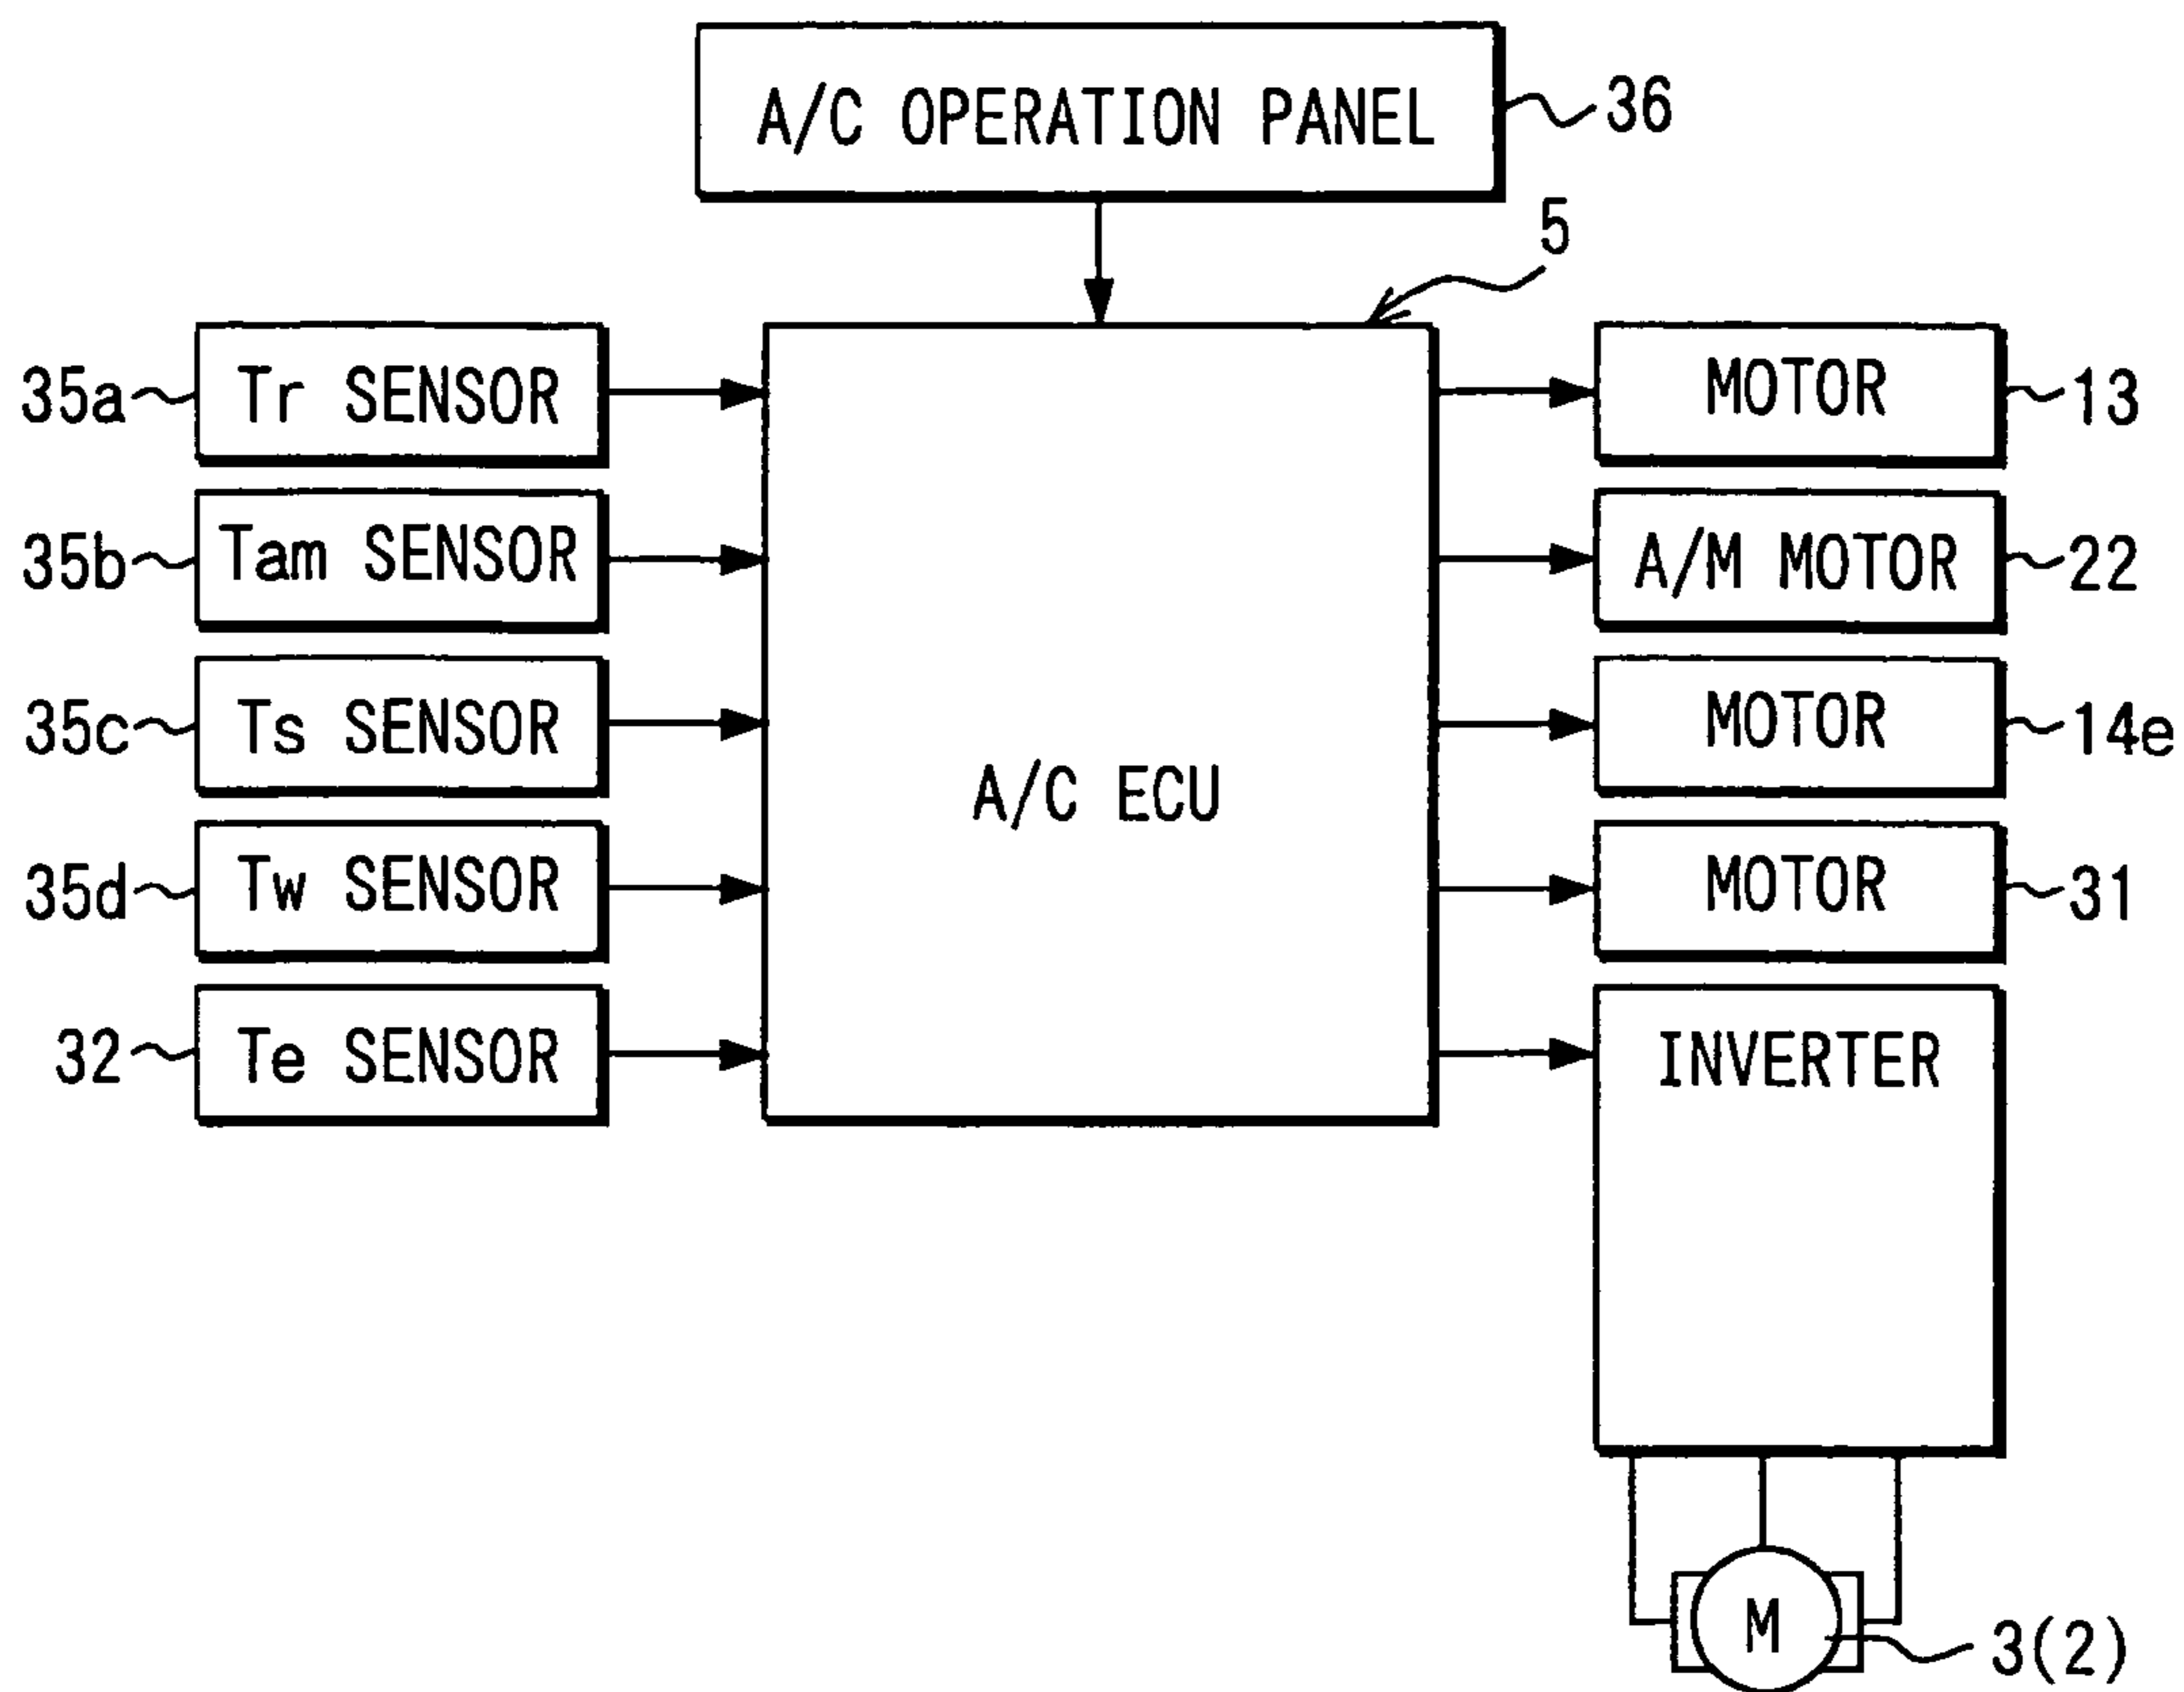 A/C OPERATION PANEL
36
5
35a
Tr SENSOR
MOTOR
13
35b
Tam SENSOR
A/M MOTOR
22
35c
Ts SENSOR
MOTOR
14e
A/C ECU
35d
Tw SENSOR
MOTOR
31
32
Te SENSOR
INVERTER
M
3(2)